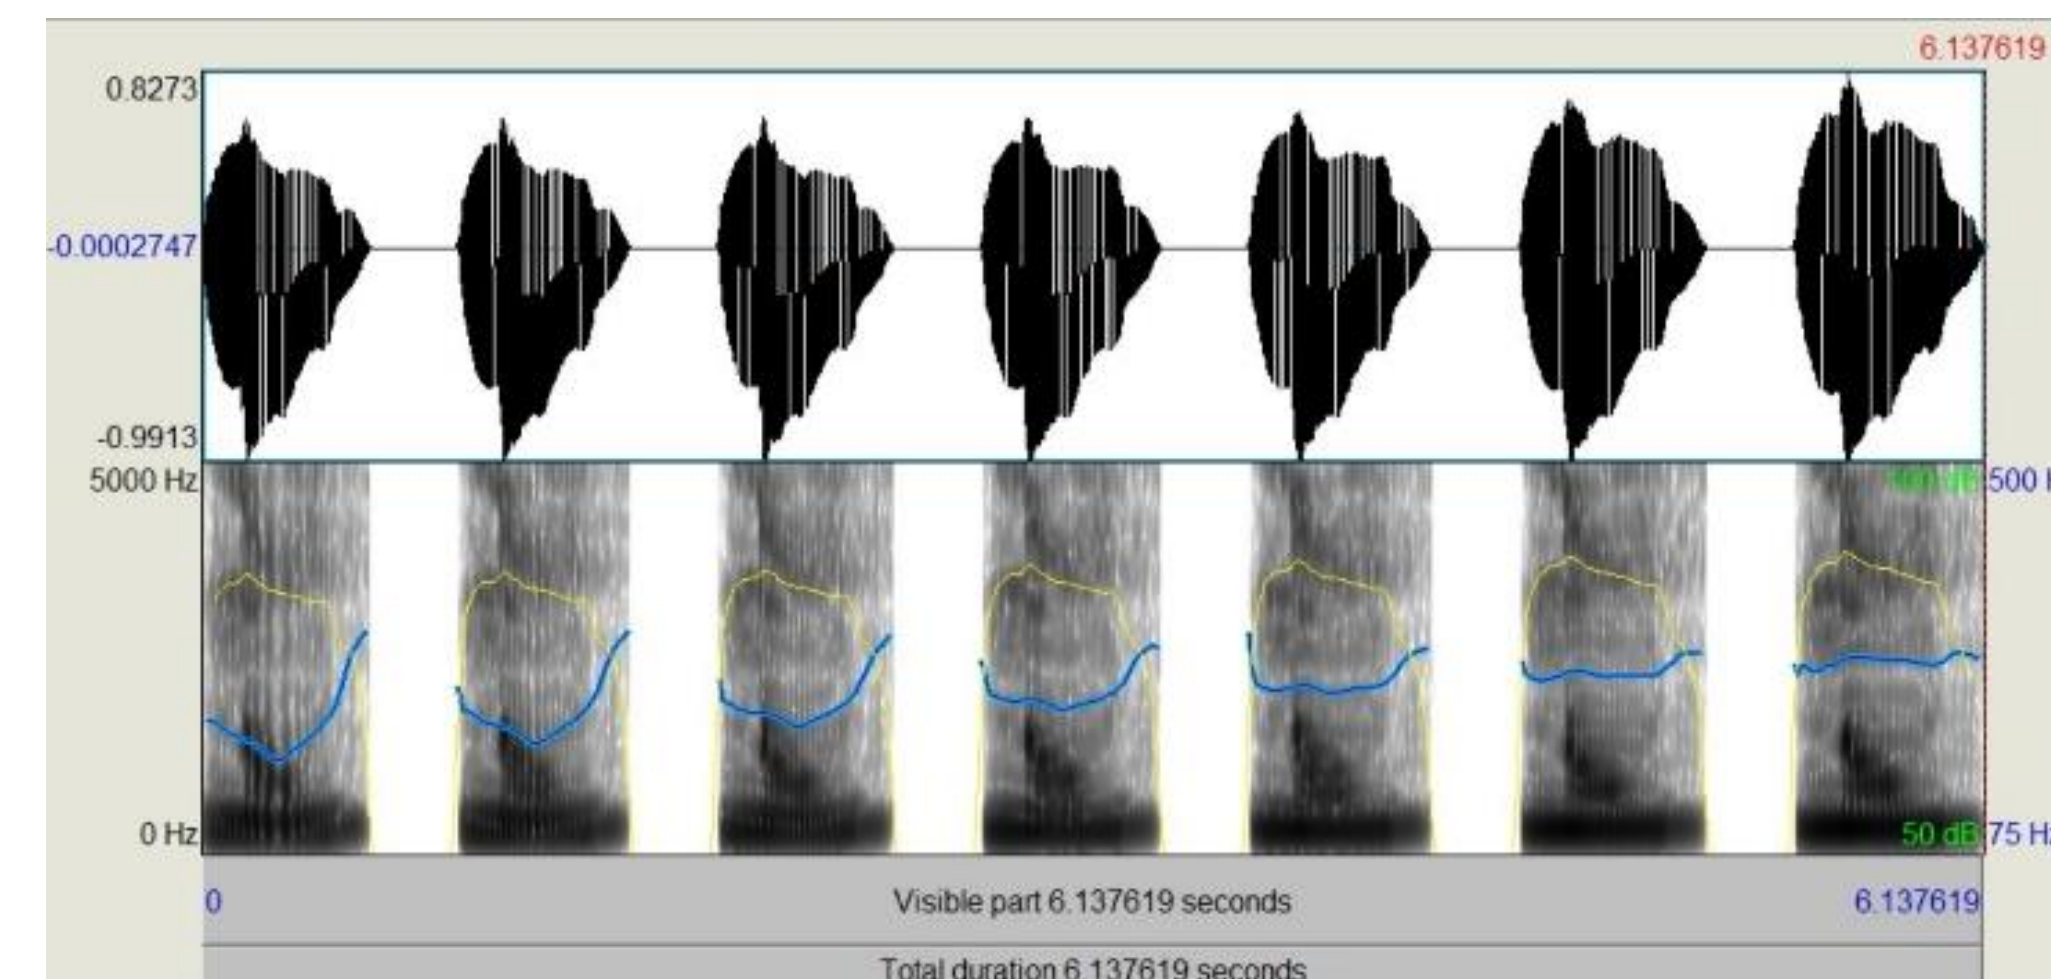 6.137619
0.8273
-0.0002747
-0.9913
5000 Hz
500 H
0 Hz
50 dB
75 Hz
0
Visible part 6.137619 seconds
6.137619
Total duration 6.137619 seconds